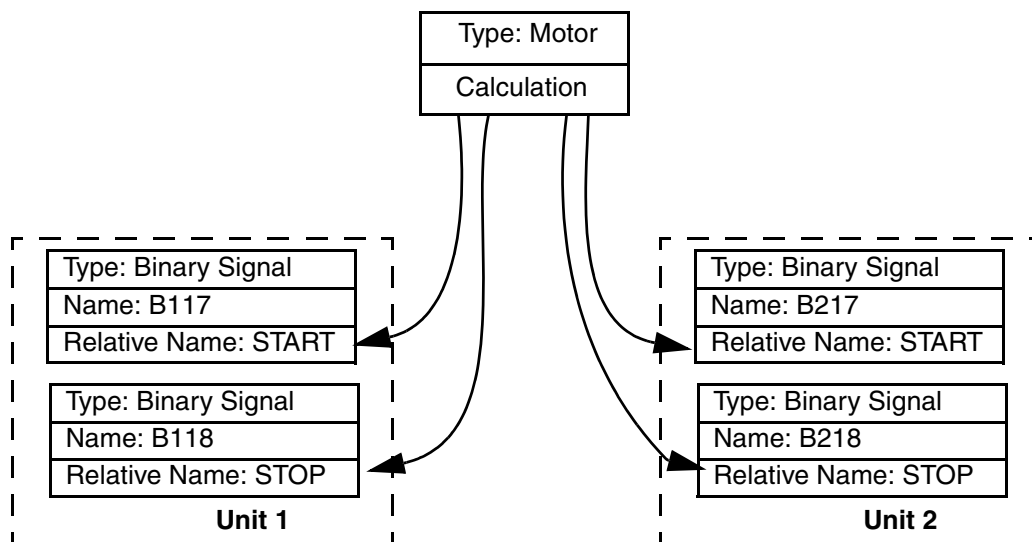 Type: Motor
Calculation
Type: Binary Signal
Name: B117
Relative Name: START
Type: Binary Signal
Name: B118
Relative Name: STOP
Unit 1
Type: Binary Signal
Name: B217
Relative Name: START
Type: Binary Signal
Name: B218
Relative Name: STOP
Unit 2